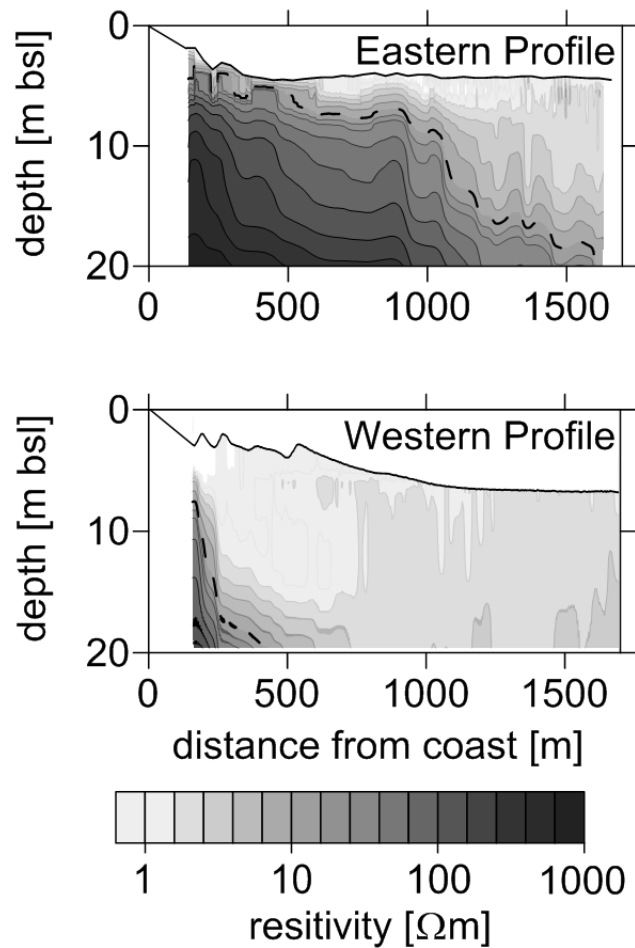 0
10
20
depth [m bsl]
Eastern Profile
0 500 1000 1500
0
10
20
depth [m bsl]
Western Profile
0 500 1000 1500
distance from coast [m]
1 10 100 1000
resitivity [Ωm]